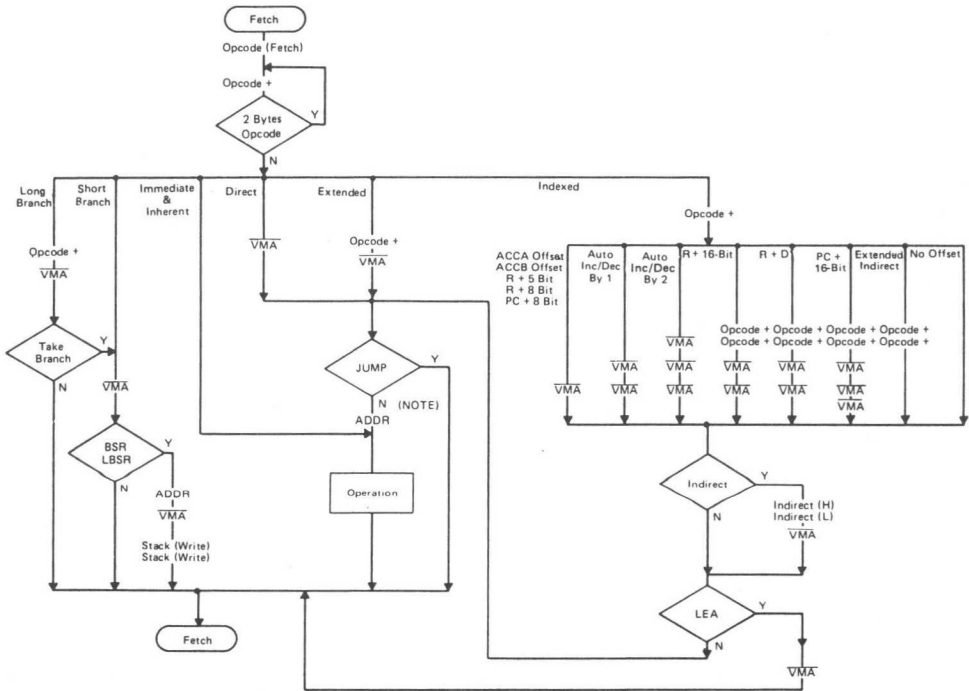 Fetch
Opcode (Fetch)
Opcode +
2 Bytes
Opcode
Y
N
Long
Branch
Short
Branch
Immediate
&
Inherent
Direct
Extended
Indexed
Opcode +
VMA
VMA
Opcode +
VMA
Opcode +
ACCA Offset
ACCB Offset
R + 5 Bit
R + 8 Bit
PC + 8 Bit
Auto
Inc/Dec
By 1
Auto
Inc/Dec
By 2
R + 16-Bit
R + D
PC +
16-Bit
Extended
Indirect
No Offset
Opcode + Opcode + Opcode + Opcode +
Opcode + Opcode + Opcode + Opcode +
VMA
VMA
VMA
VMA
VMA
VMA
VMA
VMA
VMA
VMA
VMA
VMA
VMA
VMA
Take
Branch
Y
N
VMA
BSR
LBSR
Y
N
ADDR
VMA
Stack (Write)
Stack (Write)
JUMP
Y
N
(NOTE)
ADDR
Operation
Indirect
Y
N
Indirect (H)
Indirect (L)
VMA
LEA
Y
N
VMA
Fetch